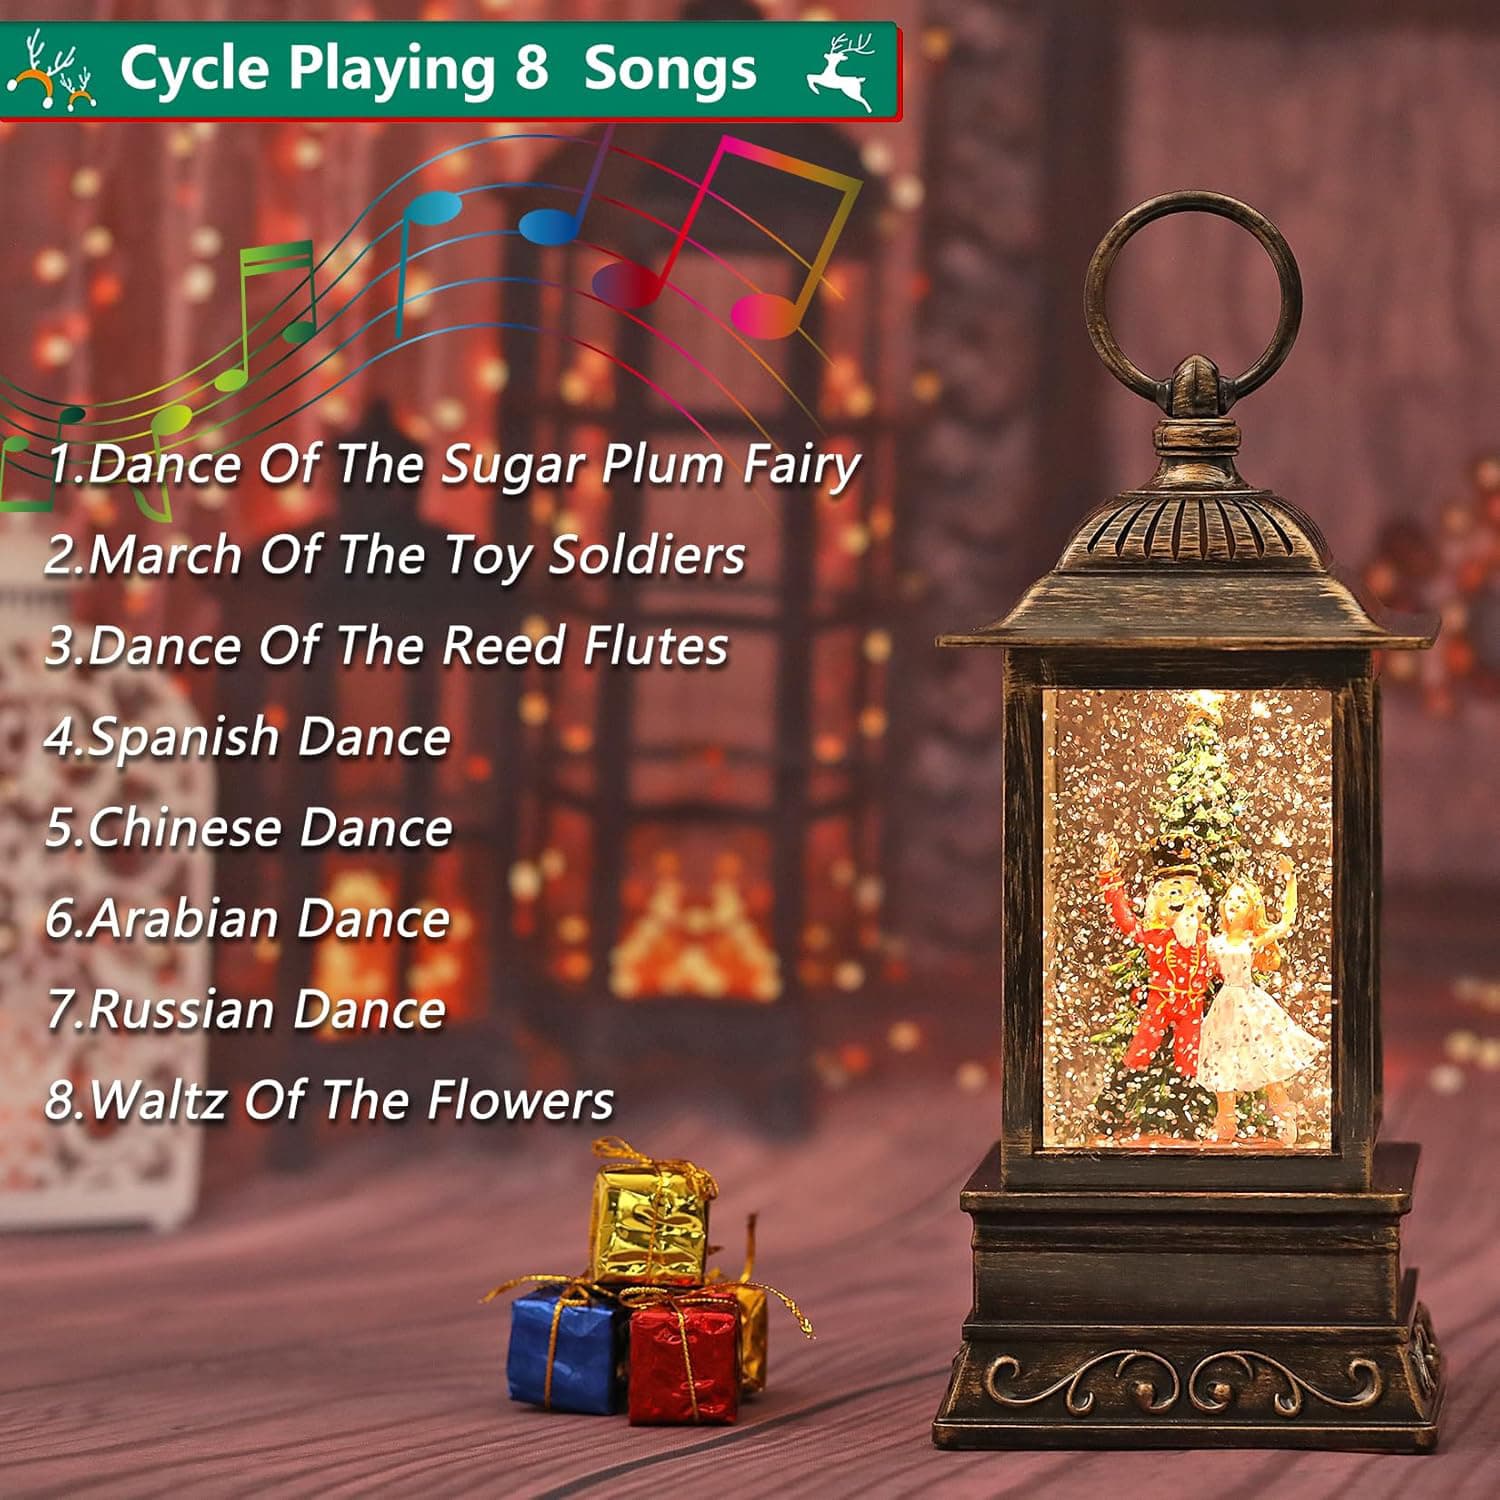 Cycle Playing 8 Songs
1.Dance Of The Sugar Plum Fairy
2.March Of The Toy Soldiers
3.Dance Of The Reed Flutes
4.Spanish Dance
5.Chinese Dance
6.Arabian Dance
7.Russian Dance
8.Waltz Of The Flowers